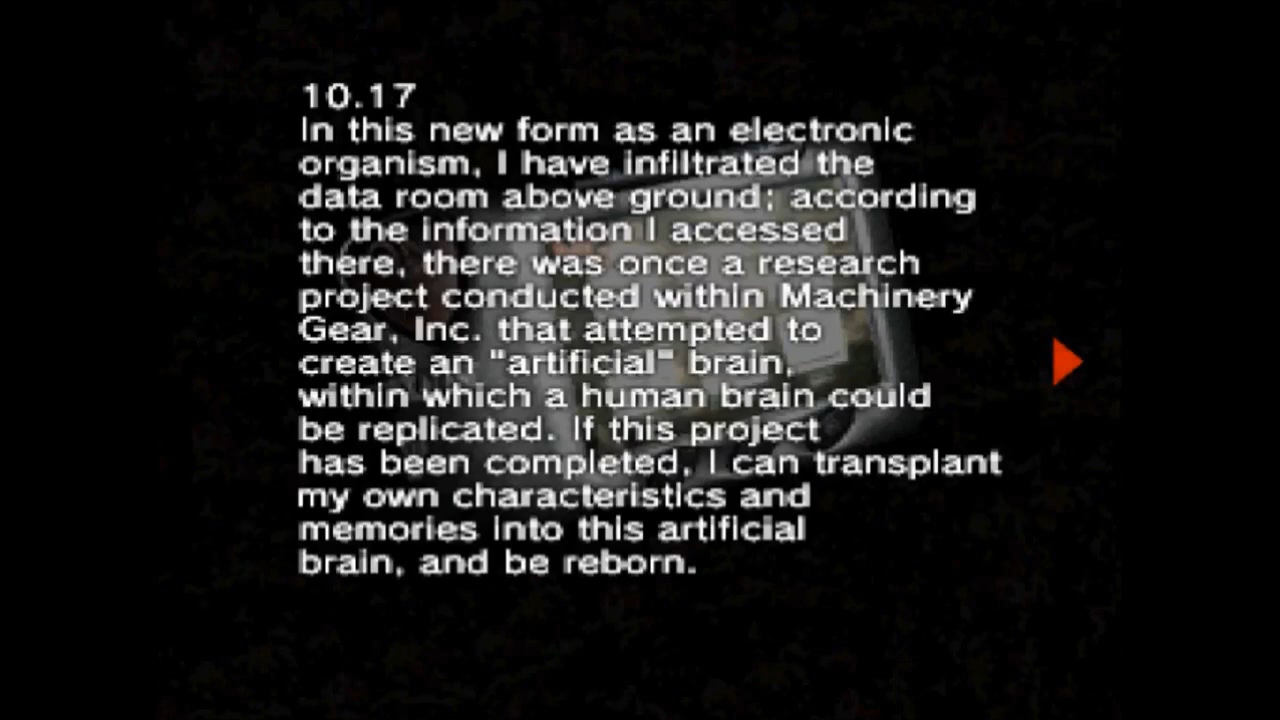 10.17
In this new form as an electronic
organism, I have infiltrated the
data room above ground; according
to the information I accessed
there, there was once a research
project conducted within Machinery
Gear, Inc. that attempted to
create an "artificial" brain,
within which a human brain could
be replicated. If this project
has been completed, I can transplant
my own characteristics and
memories into this artificial
brain, and be reborn.